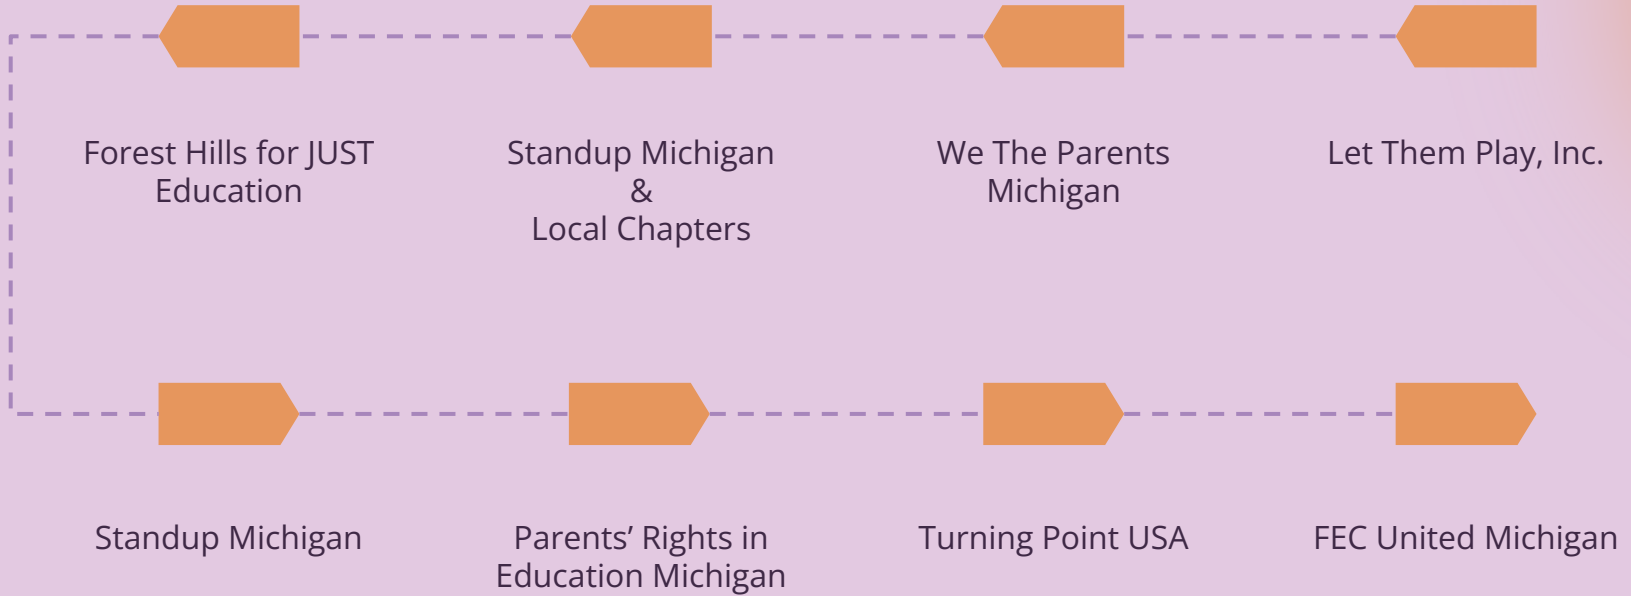 Forest Hills for JUST
Education
Standup Michigan
&
Local Chapters
We The Parents
Michigan
Let Them Play, Inc.
Standup Michigan
Parents’ Rights in
Education Michigan
Turning Point USA
FEC United Michigan